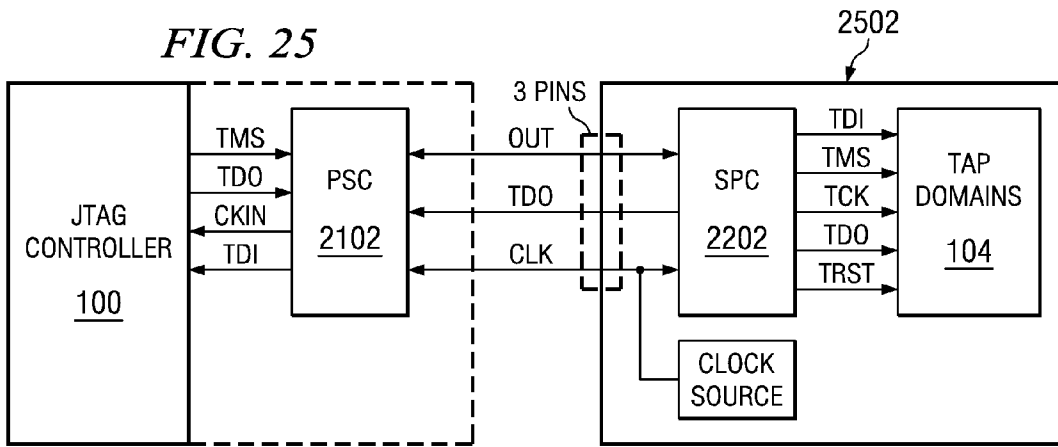 FIG. 25
2502
3 PINS
JTAG
CONTROLLER
100
TMS
TDO
CKIN
TDI
PSC
2102
OUT
TDO
CLK
SPC
2202
TDI
TMS
TCK
TDO
TRST
TAP
DOMAINS
104
CLOCK
SOURCE